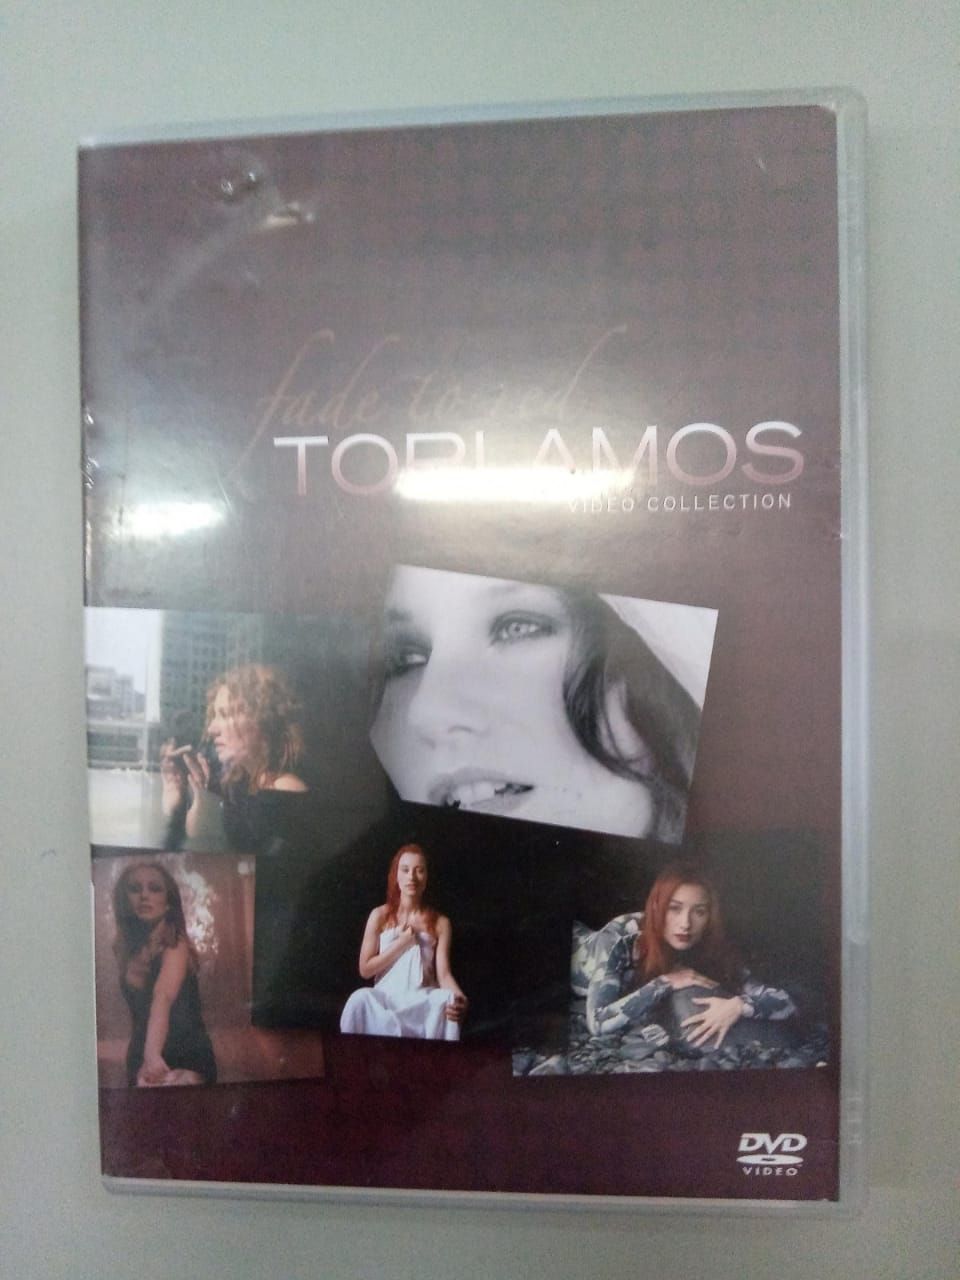 fade to red
TORI AMOS
VIDEO COLLECTION
DVD
VIDEO